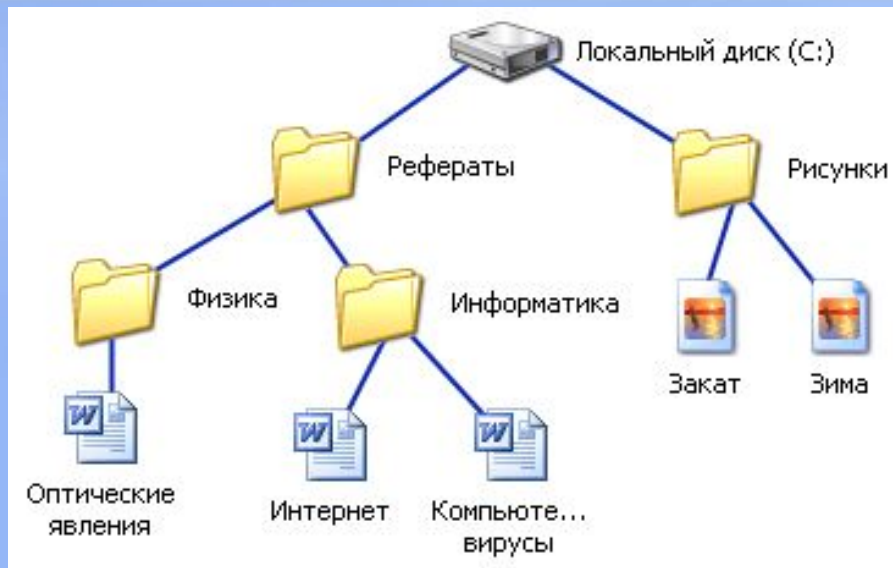 Локальный диск (C:)
Рефераты
Рисунки
Физика
Информатика
Закат
Зима
Оптические
явления
Интернет
Компьюте...
вирусы